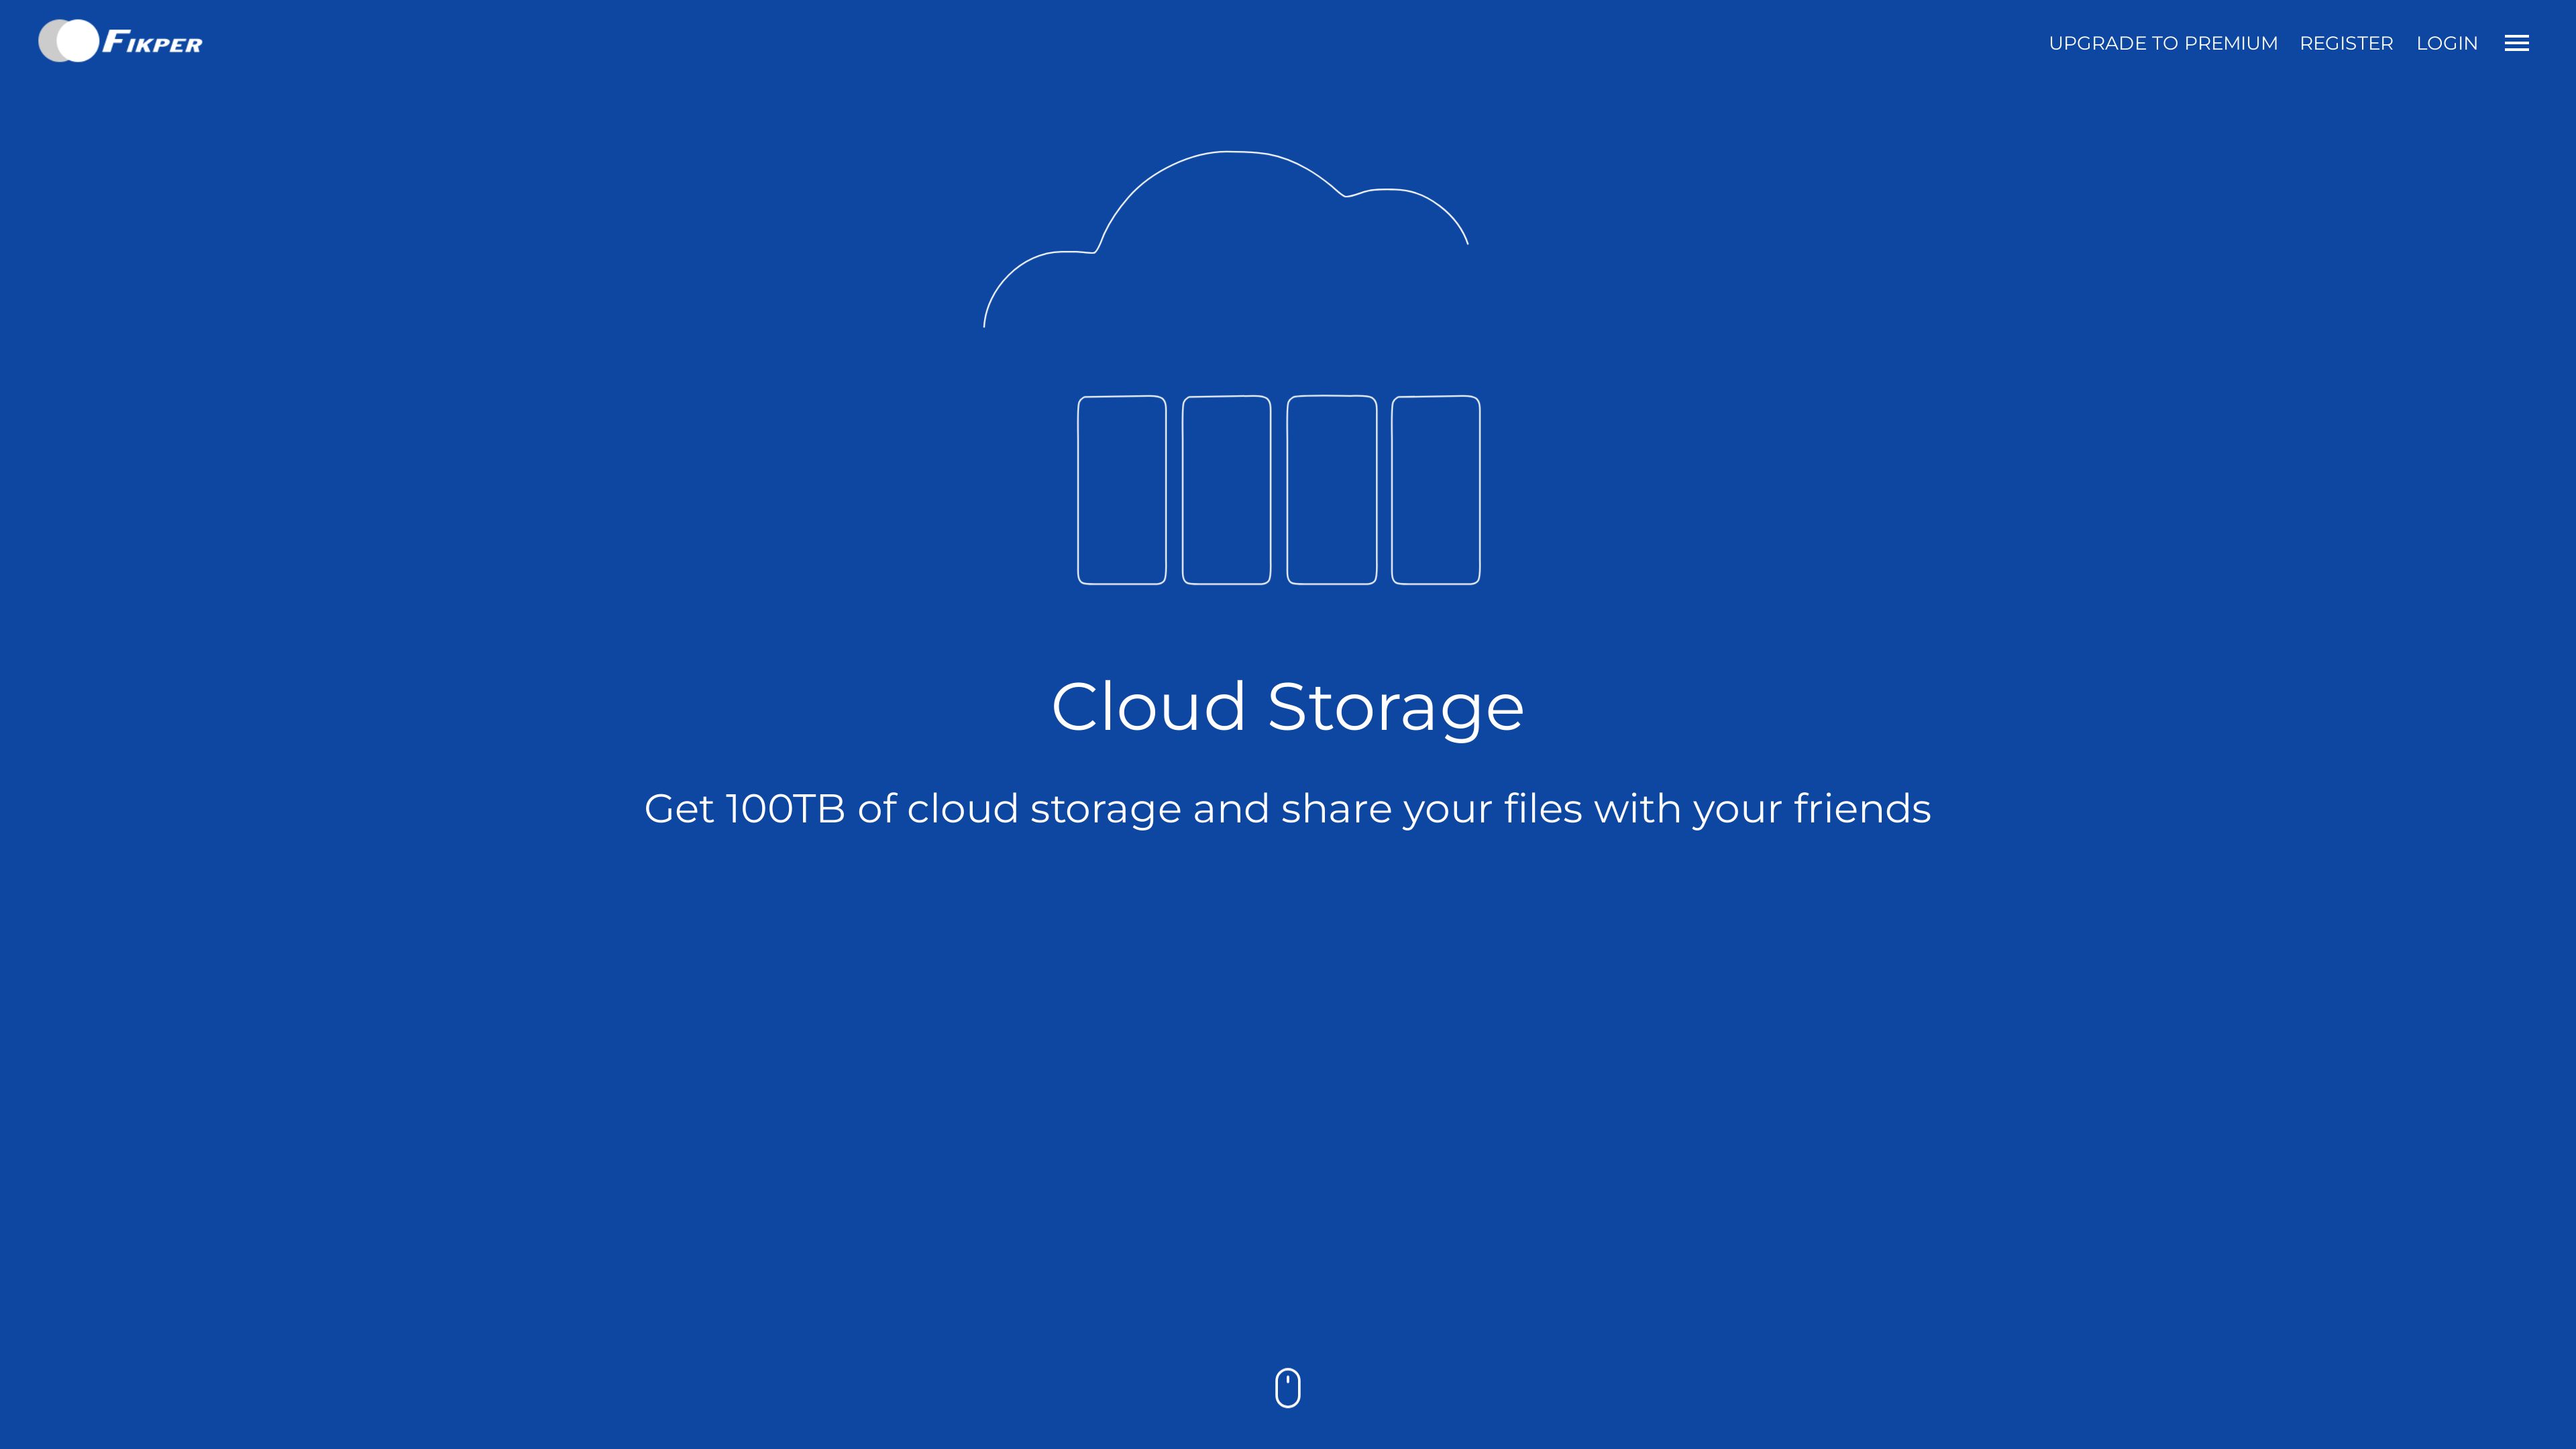 FIKPER
UPGRADE TO PREMIUM REGISTER LOGIN
Cloud Storage
Get 100TB of cloud storage and share your files with your friends